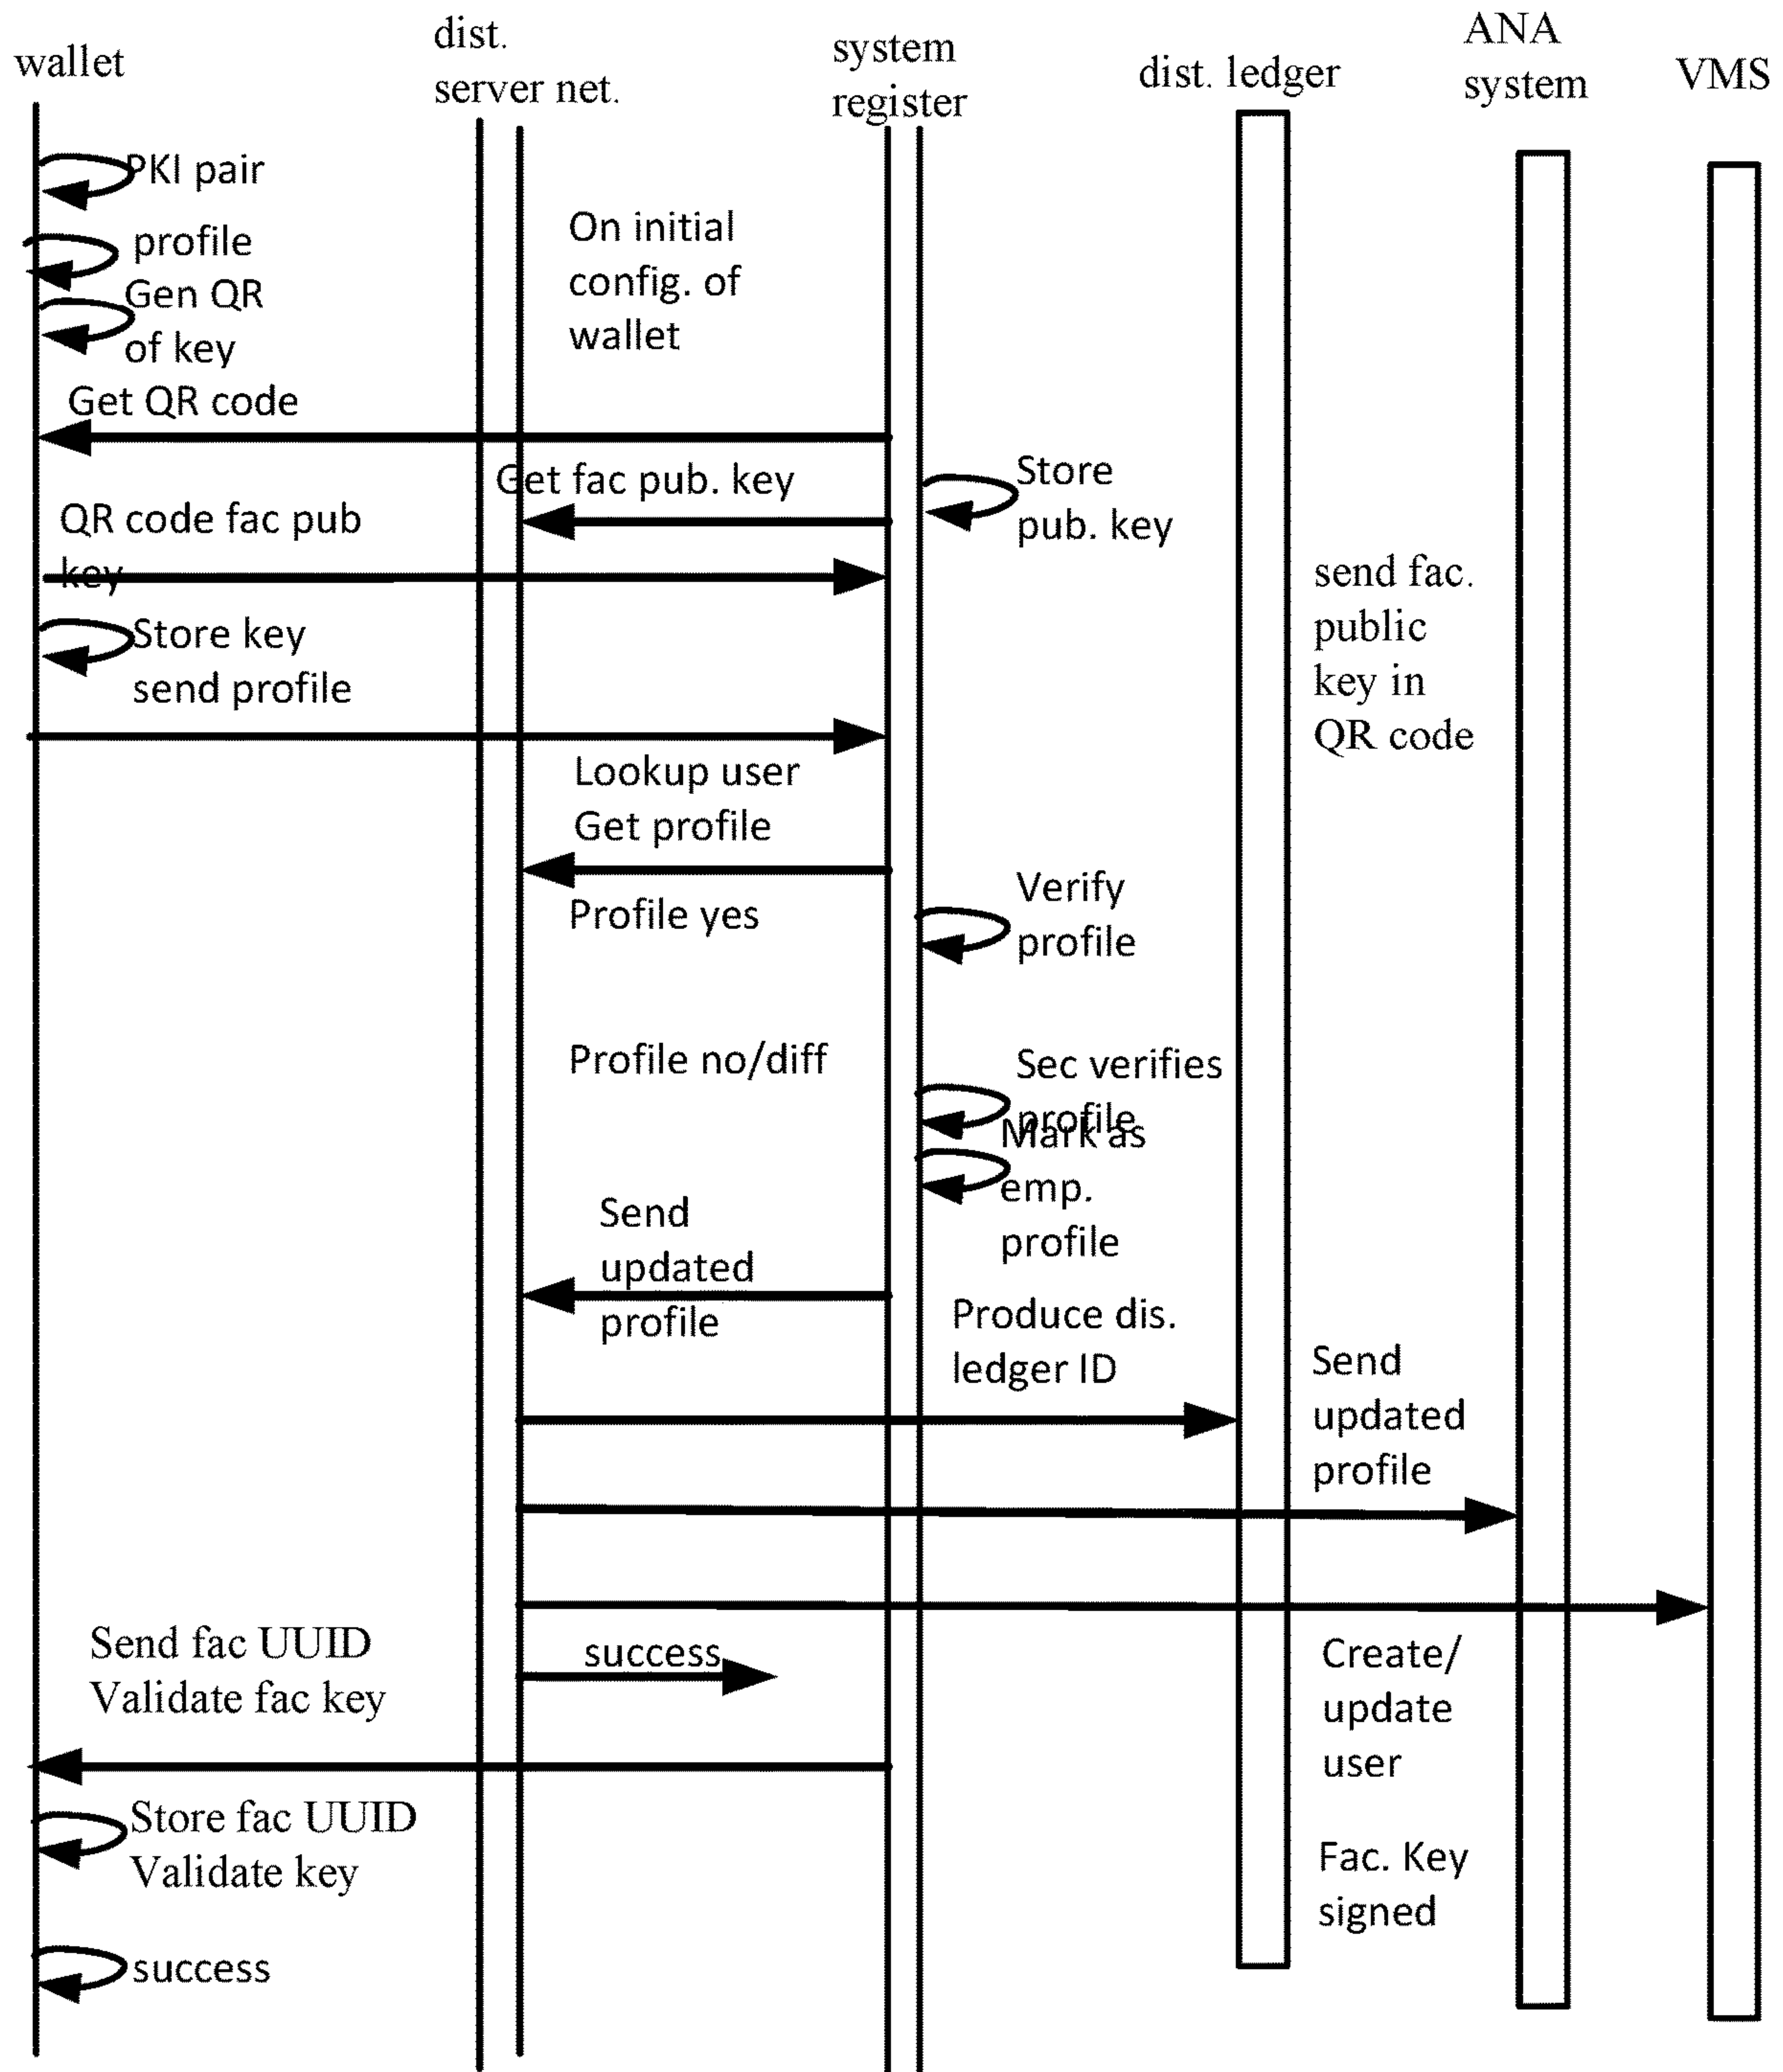 wallet
dist.
server net.
system
register
dist. ledger
ANA
system
VMS
PKI pair
profile
Gen QR
of key
On initial
config. of
wallet
Get QR code
Get fac pub. key
Store
pub. key
QR code fac pub
key
send fac.
public
key in
QR code
Store key
send profile
Lookup user
Get profile
Verify
profile
Profile yes
Profile no/diff
Sec verifies
profile
Mark as
emp.
profile
Send
updated
profile
Produce dis.
ledger ID
Send
updated
profile
Send fac UUID
Validate fac key
success
Create/
update
user
Store fac UUID
Validate key
Fac. Key
signed
success